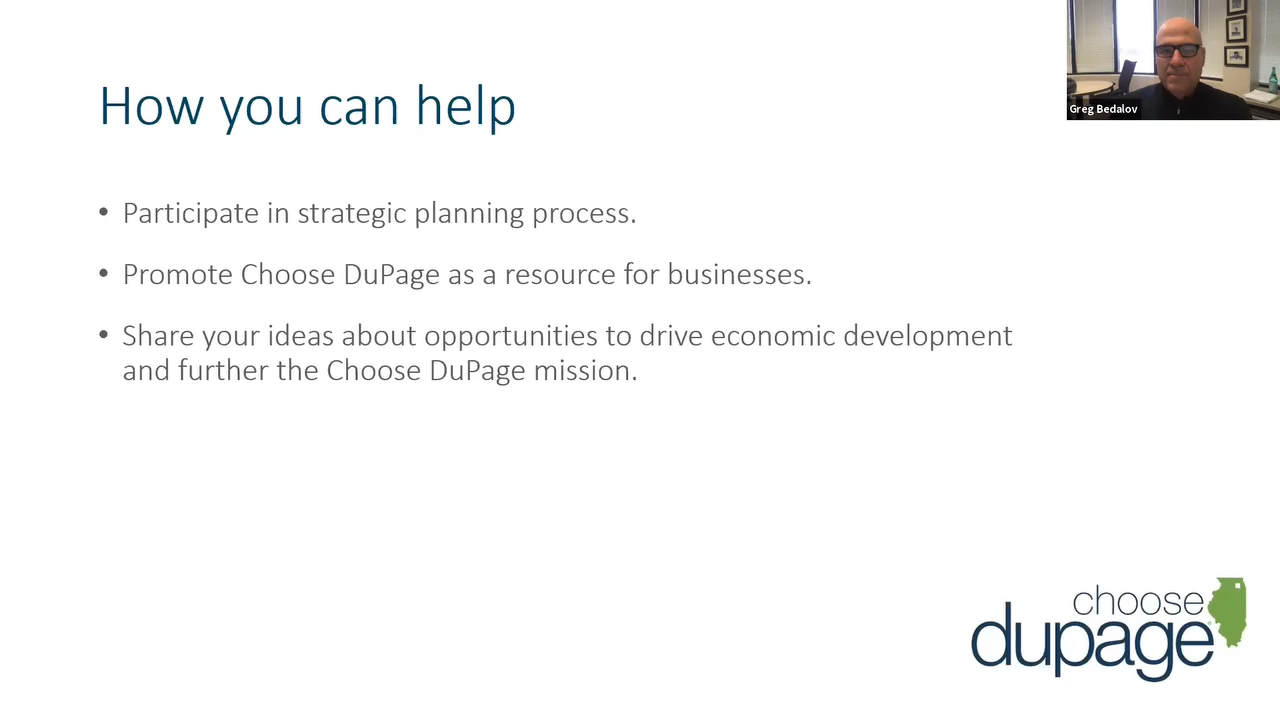 Greg Bedalov
How you can help
• Participate in strategic planning process.
• Promote Choose DuPage as a resource for businesses.
• Share your ideas about opportunities to drive economic development
and further the Choose DuPage mission.
choose
dupage